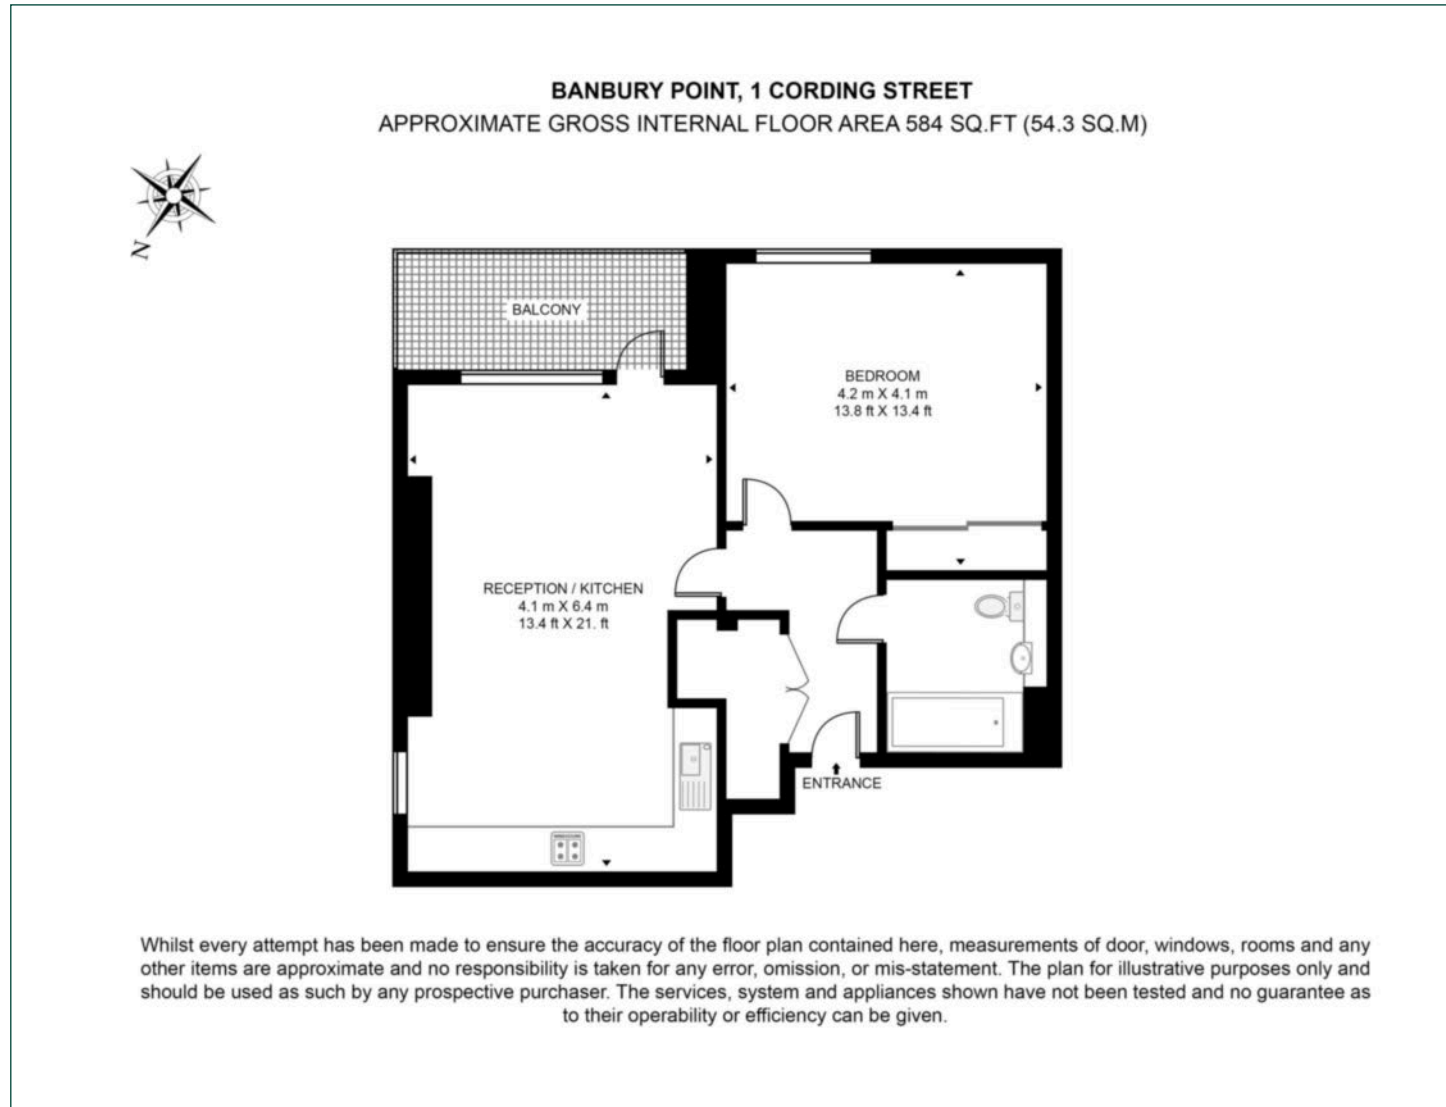 BANBURY POINT, 1 CORDING STREET
APPROXIMATE GROSS INTERNAL FLOOR AREA 584 SQ.FT (54.3 SQ.M)
N
BALCONY
BEDROOM
4.2 m X 4.1 m
13.8 ft X 13.4 ft
RECEPTION / KITCHEN
4.1 m X 6.4 m
13.4 ft X 21. ft
ENTRANCE
Whilst every attempt has been made to ensure the accuracy of the floor plan contained here, measurements of door, windows, rooms and any
other items are approximate and no responsibility is taken for any error, omission, or mis-statement. The plan for illustrative purposes only and
should be used as such by any prospective purchaser. The services, system and appliances shown have not been tested and no guarantee as
to their operability or efficiency can be given.